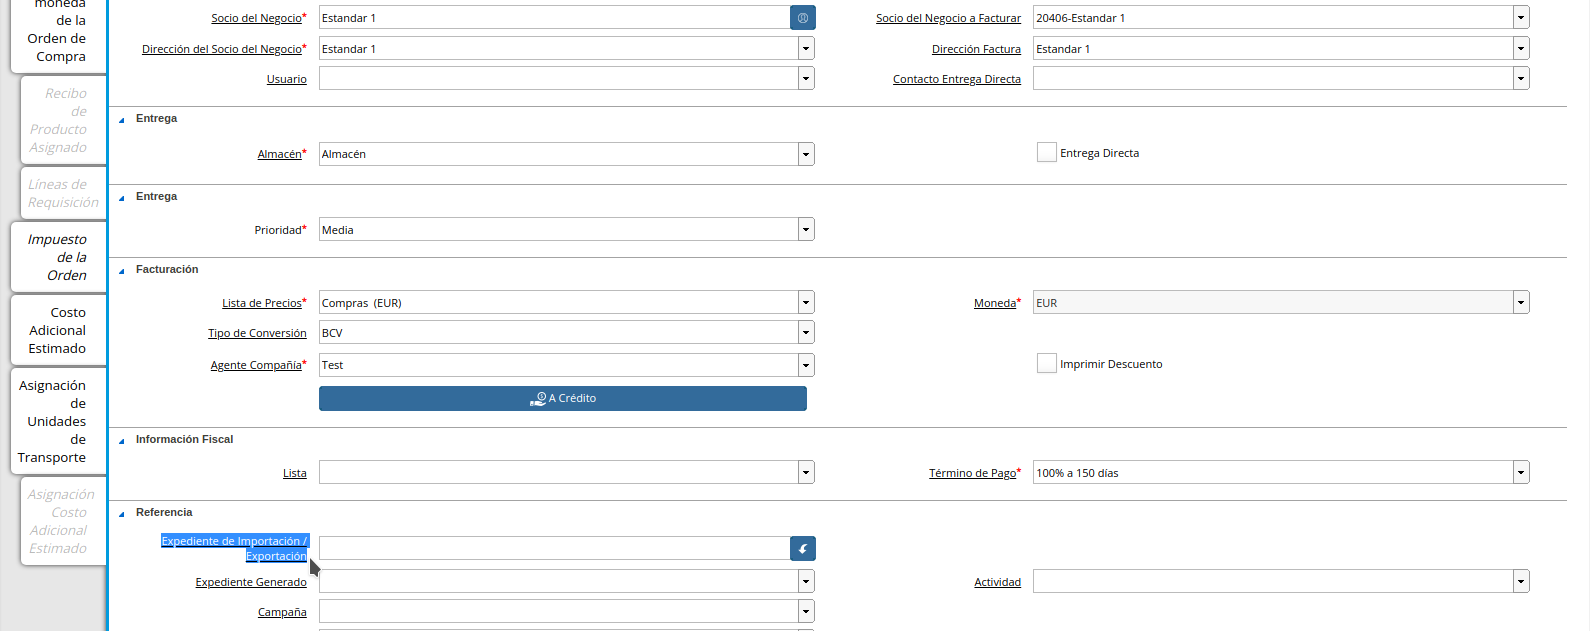 moneda
de la
Orden de
Compra
Recibo
de
Producto
Asignado
Líneas de
Requisición
Impuesto
de la
Orden
Costo
Adicional
Estimado
Asignación
de
Unidades
de
Transporte
Asignación
Costo
Adicional
Estimado
Socio del Negocio* Estandar 1 Socio del Negocio a Facturar 20406-Estandar 1
Dirección del Socio del Negocio* Estandar 1 Dirección Factura Estandar 1
Usuario Contacto Entrega Directa
Entrega
Almacén* Almacén Entrega Directa
Entrega
Prioridad* Media
Facturación
Lista de Precios* Compras (EUR) Moneda* EUR
Tipo de Conversión BCV
Agente Compañía* Test Imprimir Descuento
A Crédito
Información Fiscal
Lista Término de Pago* 100% a 150 días
Referencia
Expediente de Importación /
Exportación
Expediente Generado Actividad
Campaña